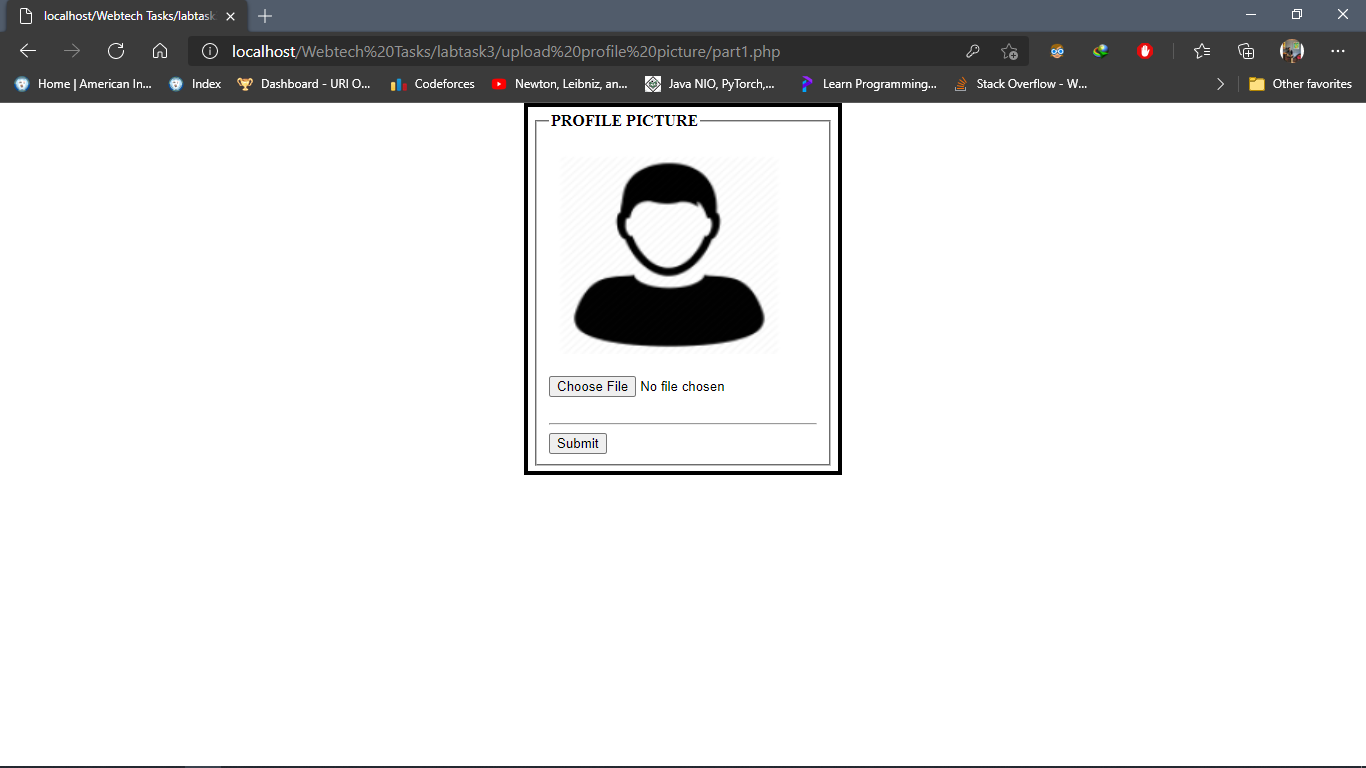 localhost/Webtech Tasks/labtask
localhost/Webtech%20Tasks/labtask3/upload%20profile%20picture/part1.php
Home | American In... Index Dashboard - URI O... Codeforces Newton, Leibniz, an... Java NIO, PyTorch,... Learn Programming... Stack Overflow - W... Other favorites
PROFILE PICTURE
Choose File No file chosen
Submit